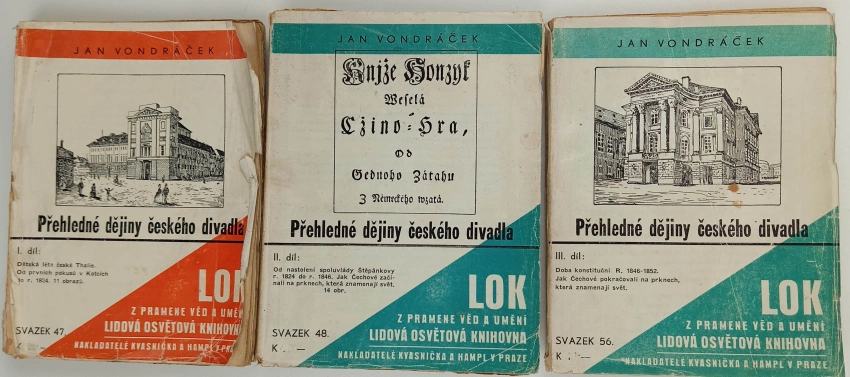 JAN VONDRÁČEK
Přehledné dějiny českého divadla
I. díl:
Dětská léta české Thalie.
Od prvních pokusů v Kotcích
do r. 1824. 11 obrazů.
LOK
Z PRAMENE VĚD A UMĚNÍ
LIDOVÁ OSVĚTOVÁ KNIHOVNA
SVAZEK 47.
K
NAKLADATELÉ KVASNIČKA A HAMPL V PRAZE
Knjže Honzyk
Weselá
Cžino-Hra,
Od
Gednoho Zátahu
Z Německého wzatá.
Přehledné dějiny českého divadla
II. díl:
Od nastolení spoluvlády Štěpánkovy
r. 1824 do r. 1846. Jak Čechové začí-
nali na prknech, která znamenají svět.
14 obr.
LOK
Z PRAMENE VĚD A UMĚNÍ
LIDOVÁ OSVĚTOVÁ KNIHOVNA
SVAZEK 48.
K .—
NAKLADATELÉ KVASNIČKA A HAMPL V PRAZE
JAN VONDRÁČEK
JAN VONDRÁČEK
Přehledné dějiny českého divadla
III. díl:
Doba konstituční R. 1846-1852.
Jak Čechové pokračovali na prknech,
která znamenají svět.
LOK
Z PRAMENE VĚD A UMĚNÍ
LIDOVÁ OSVĚTOVÁ KNIHOVNA
SVAZEK 56.
K .—
NAKLADATELÉ KVASNIČKA A HAMPL V PRAZE